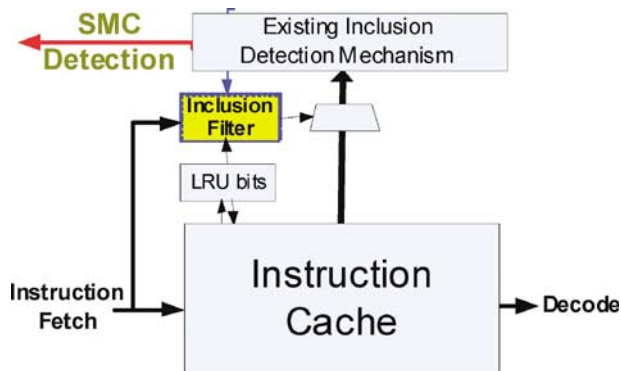 SMC
Detection
Existing Inclusion
Detection Mechanism
Inclusion
Filter
LRU bits
Instruction
Fetch
Instruction
Cache
Decode